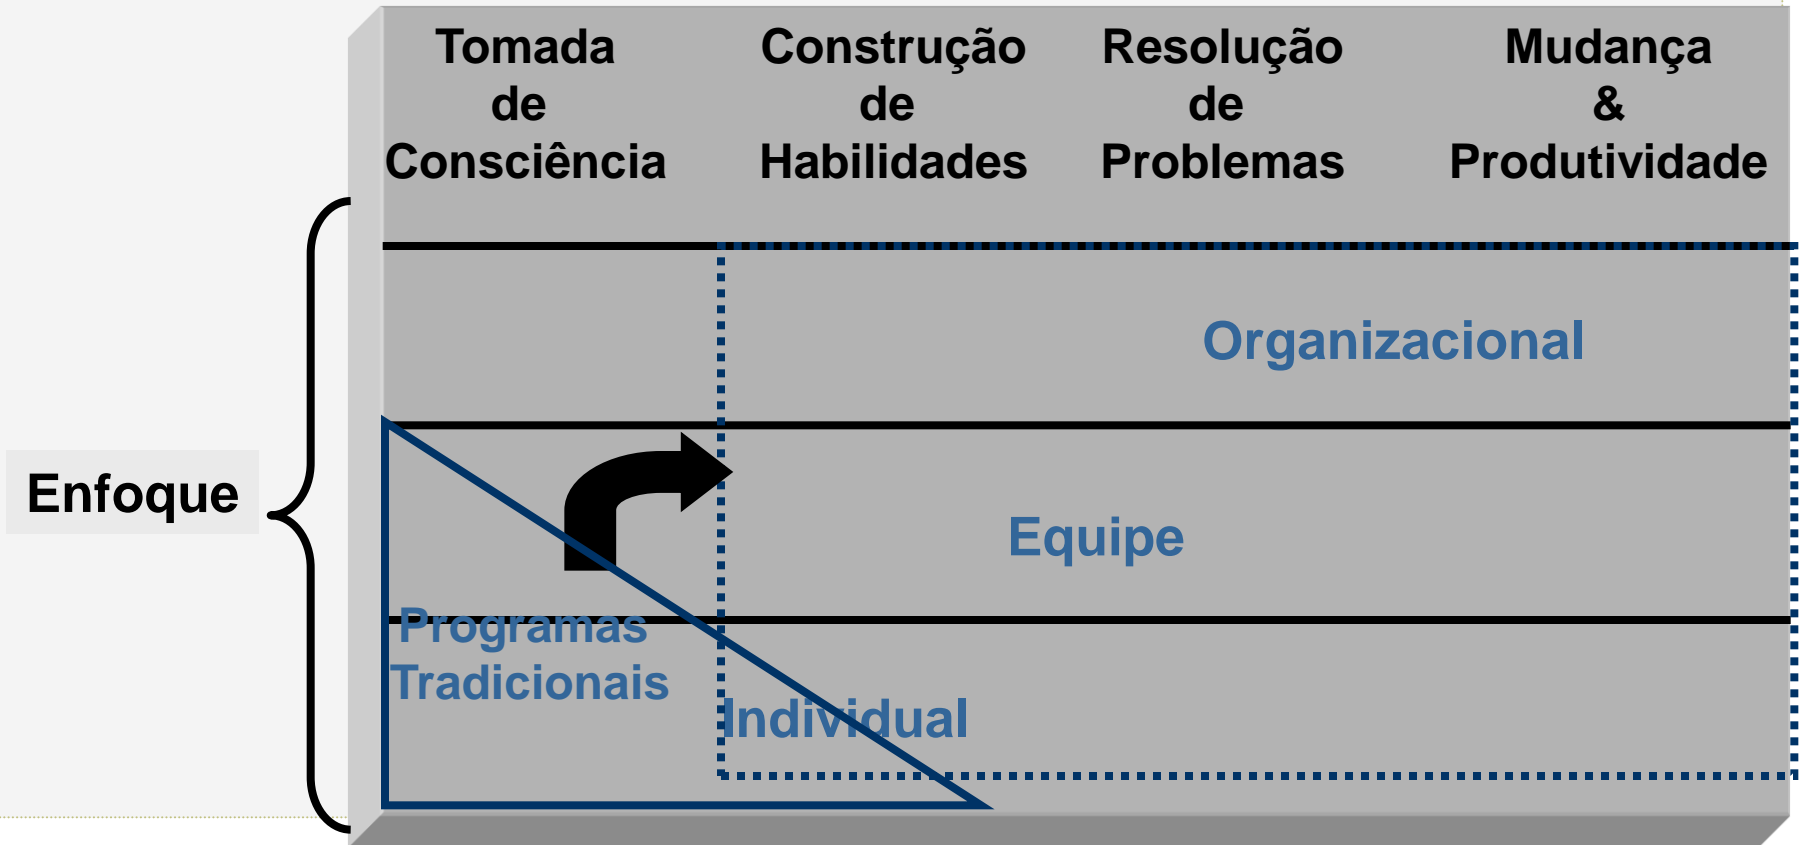 Tomada
de
Consciência
Construção
de
Habilidades
Resolução
de
Problemas
Mudança
&
Produtividade
Organizacional
Enfoque
Equipe
Programas
Tradicionais
Individual